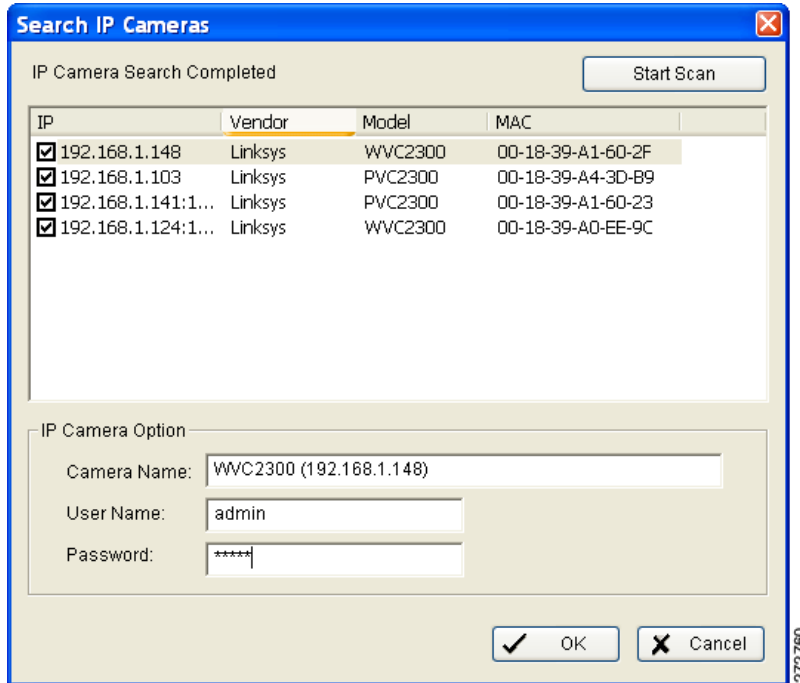 Search IP Cameras
IP Camera Search Completed
Start Scan
IP Vendor Model MAC
192.168.1.148 Linksys WVC2300 00-18-39-A1-60-2F
192.168.1.103 Linksys PVC2300 00-18-39-A4-3D-B9
192.168.1.141:1... Linksys PVC2300 00-18-39-A1-60-23
192.168.1.124:1... Linksys WVC2300 00-18-39-A0-EE-9C
IP Camera Option
Camera Name: WVC2300 (192.168.1.148)
User Name: admin
Password: *****
OK Cancel
272760